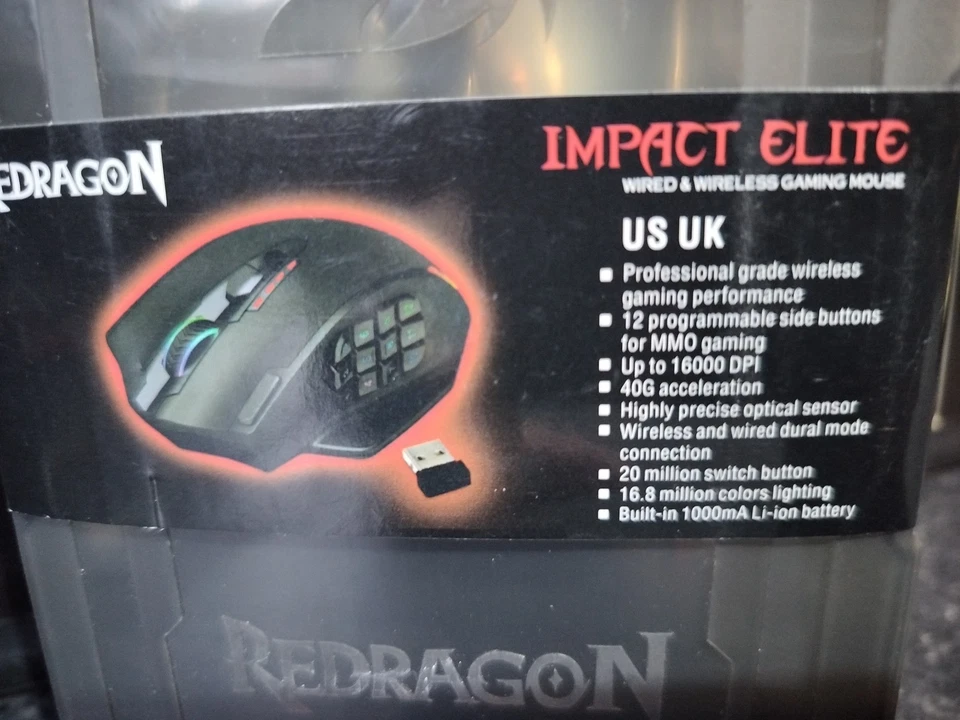 REDRAGON
IMPACT ELITE
WIRED & WIRELESS GAMING MOUSE
US UK
Professional grade wireless
gaming performance
12 programmable side buttons
for MMO gaming
Up to 16000 DPI
40G acceleration
Highly precise optical sensor
Wireless and wired dural mode
connection
20 million switch button
16.8 million colors lighting
Built-in 1000mA Li-ion battery
REDRAGON